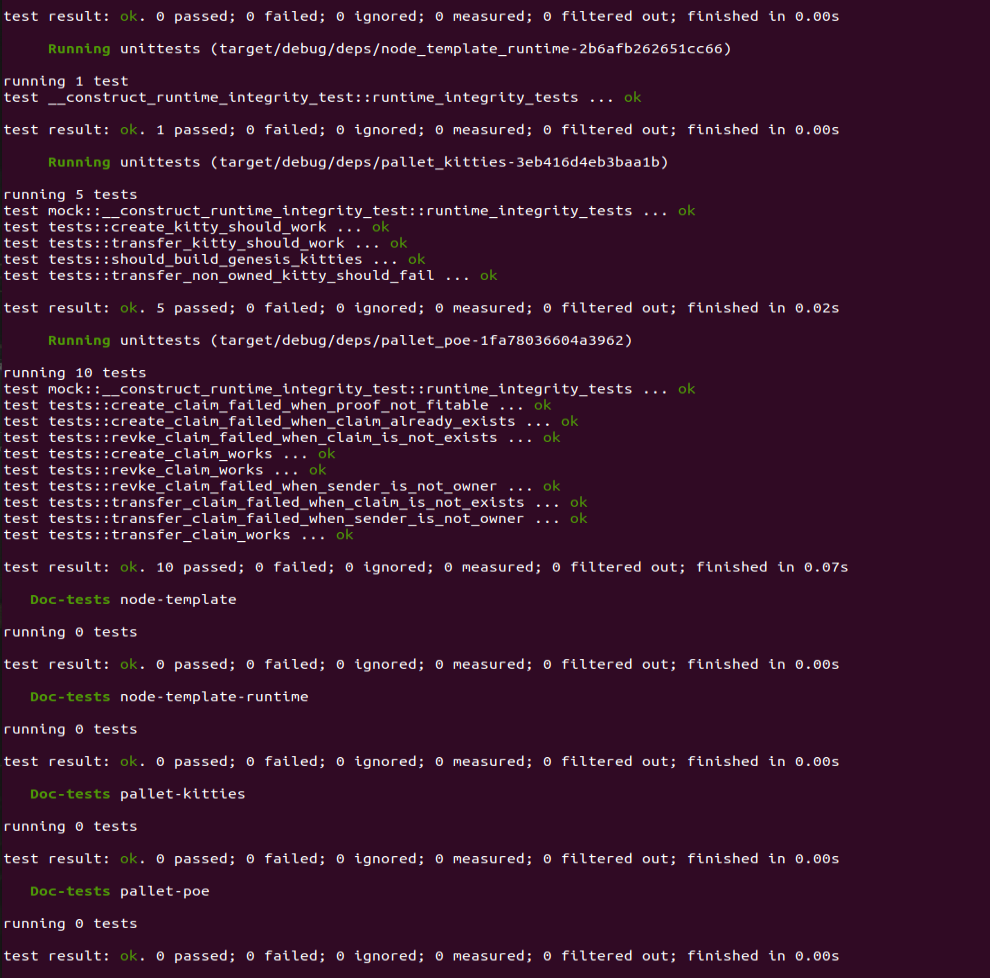 test result: ok. 0 passed; 0 failed; 0 ignored; 0 measured; 0 filtered out; finished in 0.00s
Running unittests (target/debug/deps/node_template_runtime-2b6afb262651cc66)
running 1 test
test __construct_runtime_integrity_test::runtime_integrity_tests ... ok
test result: ok. 1 passed; 0 failed; 0 ignored; 0 measured; 0 filtered out; finished in 0.00s
Running unittests (target/debug/deps/pallet_kitties-3eb416d4eb3baa1b)
running 5 tests
test mock::__construct_runtime_integrity_test::runtime_integrity_tests ... ok
test tests::create_kitty_should_work ... ok
test tests::transfer_kitty_should_work ... ok
test tests::should_build_genesis_kitties ... ok
test tests::transfer_non_owned_kitty_should_fail ... ok
test result: ok. 5 passed; 0 failed; 0 ignored; 0 measured; 0 filtered out; finished in 0.02s
Running unittests (target/debug/deps/pallet_poe-1fa78036604a3962)
running 10 tests
test mock::__construct_runtime_integrity_test::runtime_integrity_tests ... ok
test tests::create_claim_failed_when_proof_not_fitable ... ok
test tests::create_claim_failed_when_claim_already_exists ... ok
test tests::revke_claim_failed_when_claim_is_not_exists ... ok
test tests::create_claim_works ... ok
test tests::revke_claim_works ... ok
test tests::revke_claim_failed_when_sender_is_not_owner ... ok
test tests::transfer_claim_failed_when_claim_is_not_exists ... ok
test tests::transfer_claim_failed_when_sender_is_not_owner ... ok
test tests::transfer_claim_works ... ok
test result: ok. 10 passed; 0 failed; 0 ignored; 0 measured; 0 filtered out; finished in 0.07s
Doc-tests node-template
running 0 tests
test result: ok. 0 passed; 0 failed; 0 ignored; 0 measured; 0 filtered out; finished in 0.00s
Doc-tests node-template-runtime
running 0 tests
test result: ok. 0 passed; 0 failed; 0 ignored; 0 measured; 0 filtered out; finished in 0.00s
Doc-tests pallet-kitties
running 0 tests
test result: ok. 0 passed; 0 failed; 0 ignored; 0 measured; 0 filtered out; finished in 0.00s
Doc-tests pallet-poe
running 0 tests
test result: ok. 0 passed; 0 failed; 0 ignored; 0 measured; 0 filtered out; finished in 0.00s